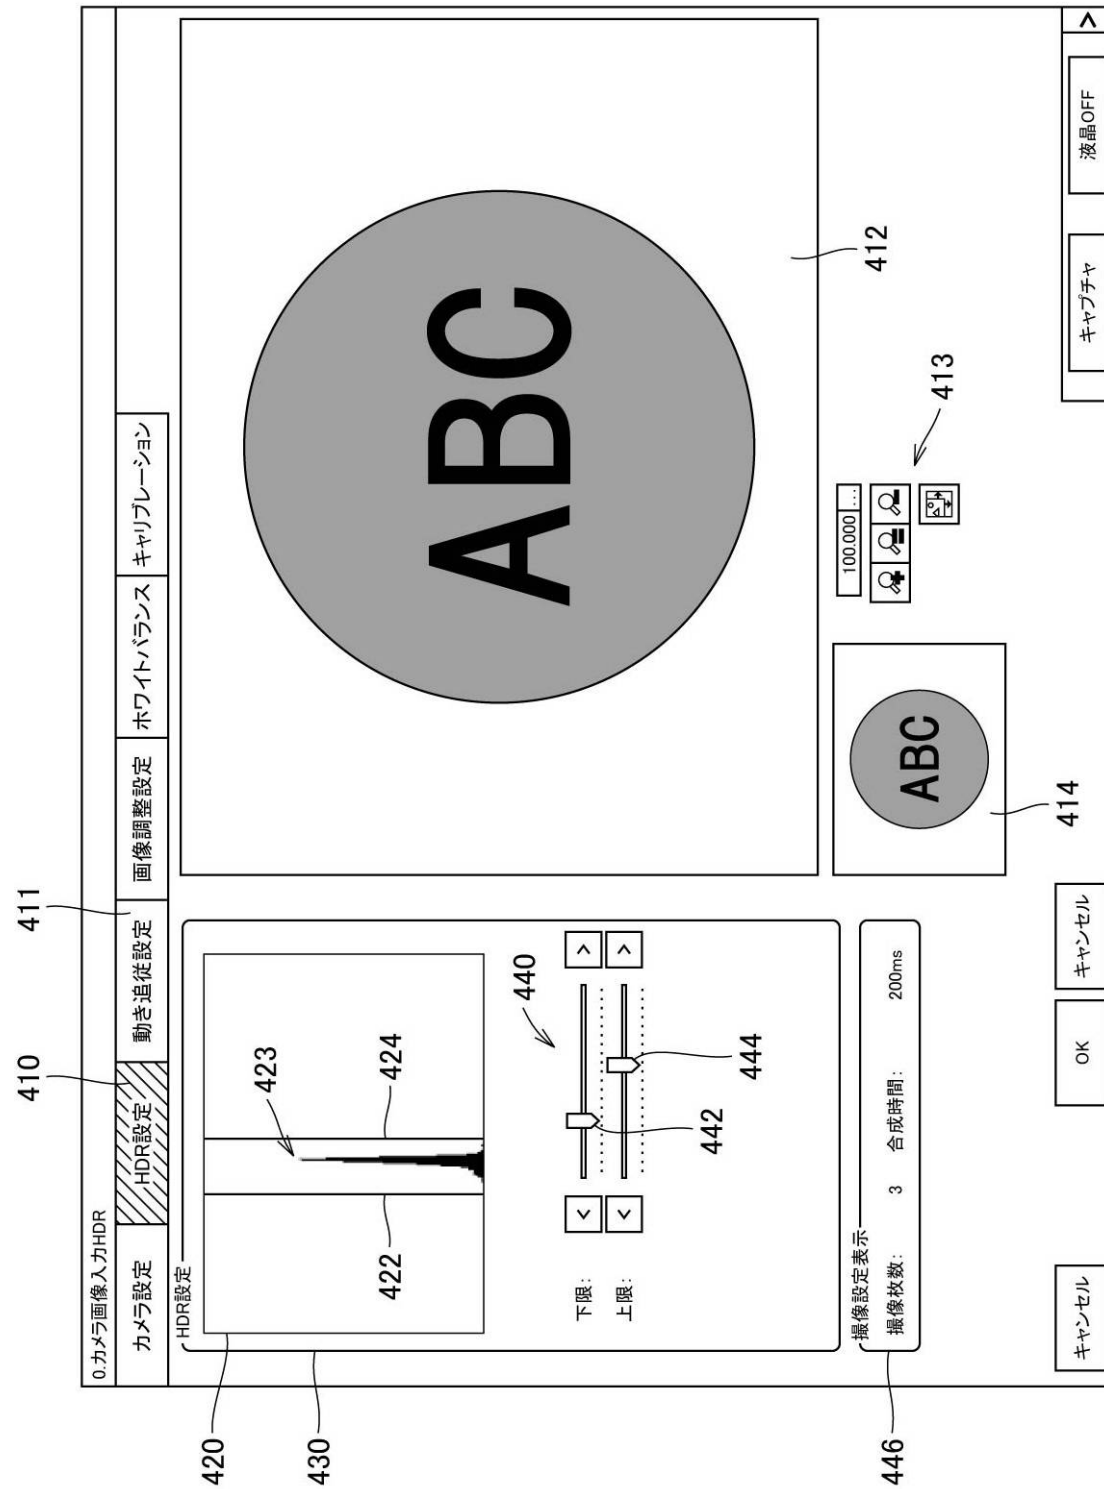 410
411
0.カメラ画像入力HDR
カメラ設定
HDR設定
動き追従設定
画像調整設定
ホワイトバランス
キャリブレーション
HDR設定
420
430
423
422
424
440
下限:
<
>
上限:
<
>
442
444
ABC
412
撮像設定表示
撮像枚数: 3 合成時間: 200ms
446
ABC
414
100.000 ...
413
キャンセル
OK
キャンセル
キャプチャ
液晶OFF
>